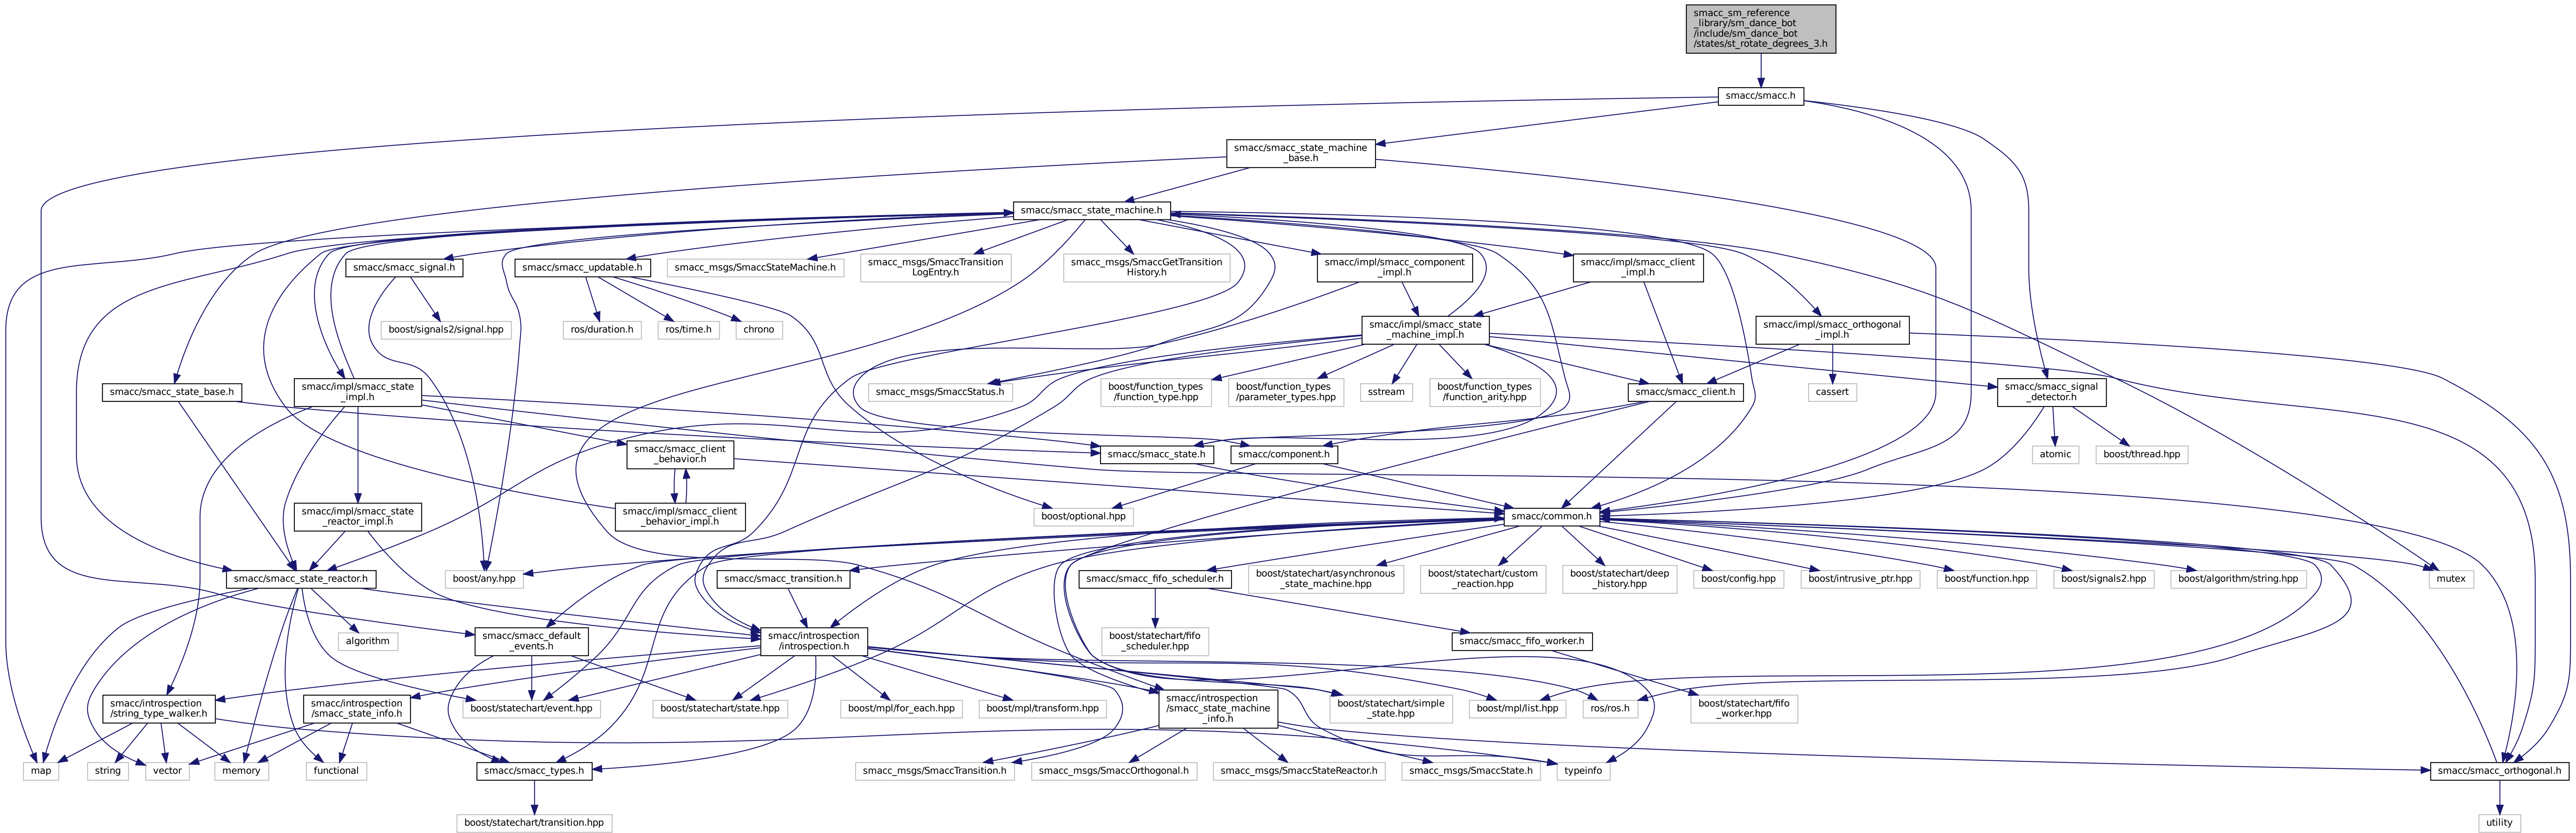 smacc_sm_reference
_library/sm_dance_bot
/include/sm_dance_bot
/states/st_rotate_degrees_3.h
smacc/smacc.h
smacc/smacc_state_machine
_base.h
smacc/smacc_state_machine.h
smacc/smacc_signal.h
smacc/smacc_updatable.h
smacc_msgs/SmaccStateMachine.h
smacc_msgs/SmaccTransition
LogEntry.h
smacc_msgs/SmaccGetTransition
History.h
smacc/impl/smacc_component
_impl.h
smacc/impl/smacc_client
_impl.h
boost/signals2/signal.hpp
ros/duration.h
ros/time.h
chrono
smacc/impl/smacc_state
_machine_impl.h
smacc/impl/smacc_orthogonal
_impl.h
smacc/smacc_state_base.h
smacc/impl/smacc_state
_impl.h
smacc_msgs/SmaccStatus.h
boost/function_types
/function_type.hpp
boost/function_types
/parameter_types.hpp
sstream
boost/function_types
/function_arity.hpp
smacc/smacc_client.h
cassert
smacc/smacc_signal
_detector.h
smacc/smacc_client
_behavior.h
smacc/smacc_state.h
smacc/component.h
atomic
boost/thread.hpp
smacc/impl/smacc_state
_reactor_impl.h
smacc/impl/smacc_client
_behavior_impl.h
boost/optional.hpp
smacc/common.h
smacc/smacc_state_reactor.h
boost/any.hpp
smacc/smacc_transition.h
smacc/smacc_fifo_scheduler.h
boost/statechart/asynchronous
_state_machine.hpp
boost/statechart/custom
_reaction.hpp
boost/statechart/deep
_history.hpp
boost/config.hpp
boost/intrusive_ptr.hpp
boost/function.hpp
boost/signals2.hpp
boost/algorithm/string.hpp
mutex
algorithm
smacc/smacc_default
_events.h
smacc/introspection
/introspection.h
boost/statechart/fifo
_scheduler.hpp
smacc/smacc_fifo_worker.h
smacc/introspection
/string_type_walker.h
smacc/introspection
/smacc_state_info.h
boost/statechart/event.hpp
boost/statechart/state.hpp
boost/mpl/for_each.hpp
boost/mpl/transform.hpp
smacc/introspection
/smacc_state_machine
_info.h
boost/statechart/simple
_state.hpp
boost/mpl/list.hpp
ros/ros.h
boost/statechart/fifo
_worker.hpp
map
string
vector
memory
functional
smacc/smacc_types.h
smacc_msgs/SmaccTransition.h
smacc_msgs/SmaccOrthogonal.h
smacc_msgs/SmaccStateReactor.h
smacc_msgs/SmaccState.h
typeinfo
smacc/smacc_orthogonal.h
boost/statechart/transition.hpp
utility